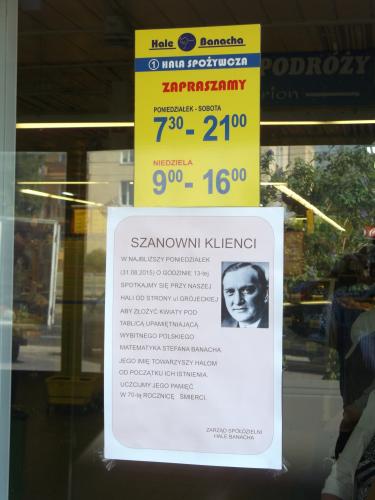 Hale Banacha
1 HALA SPOŻYWCZA
ZAPRASZAMY
PONIEDZIAŁEK - SOBOTA
7³⁰ - 21⁰⁰
NIEDZIELA
9⁰⁰ - 16⁰⁰
PODRÓŻY
SZANOWNI KLIENCI
W NAJBLIŻSZY PONIEDZIAŁEK
(31.08.2015) O GODZINIE 13-tej
SPOTKAJMY SIĘ PRZY NASZEJ
HALI OD STRONY ul.GRÓJECKIEJ
ABY ZŁOŻYĆ KWIATY POD
TABLICĄ UPAMIĘTNIAJĄCĄ
WYBITNEGO POLSKIEGO
MATEMATYKA STEFANA BANACHA.
JEGO IMIĘ TOWARZYSZY HALOM
OD POCZĄTKU ICH ISTNIENIA.
UCZCIJMY JEGO PAMIĘĆ
W 70-tę ROCZNICĘ ŚMIERCI.
ZARZĄD SPÓŁDZIELNI
HALE BANACHA